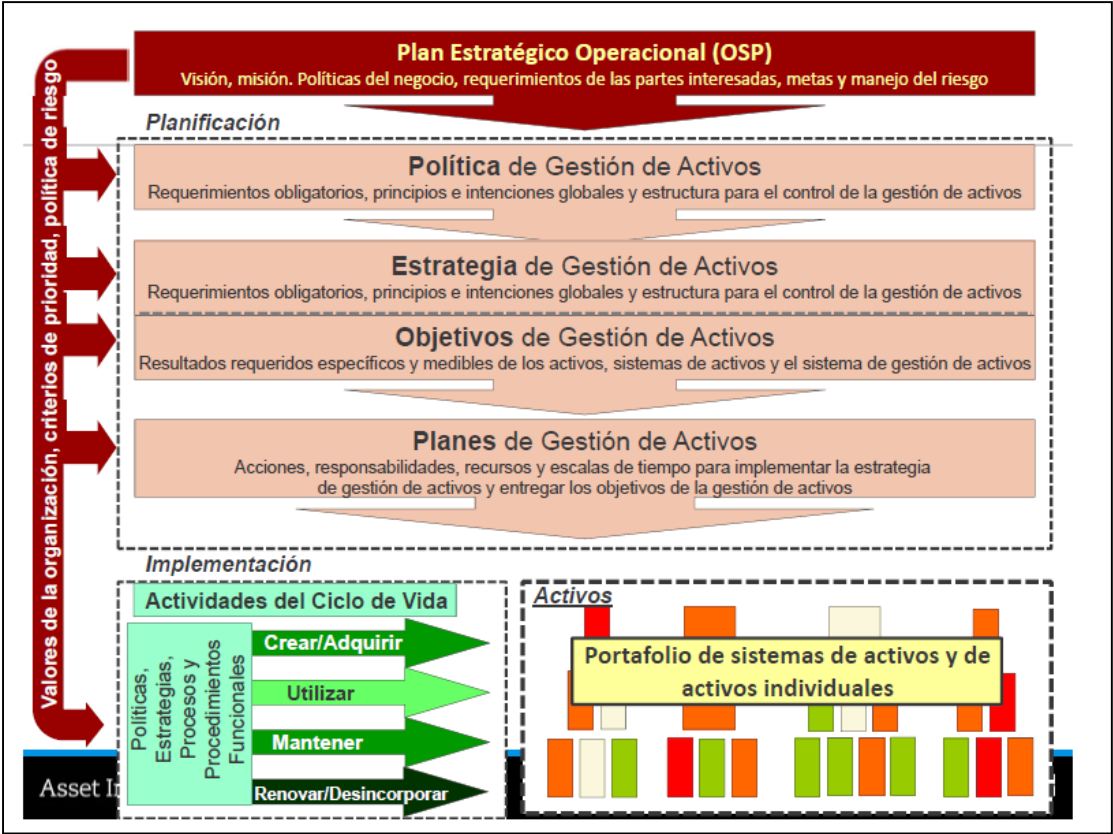 Plan Estratégico Operacional (OSP)
Visión, misión. Políticas del negocio, requerimientos de las partes interesadas, metas y manejo del riesgo
Valores de la organización, criterios de prioridad, política de riesgo
Planificación
Política de Gestión de Activos
Requerimientos obligatorios, principios e intenciones globales y estructura para el control de la gestión de activos
Estrategia de Gestión de Activos
Requerimientos obligatorios, principios e intenciones globales y estructura para el control de la gestión de activos
Objetivos de Gestión de Activos
Resultados requeridos específicos y medibles de los activos, sistemas de activos y el sistema de gestión de activos
Planes de Gestión de Activos
Acciones, responsabilidades, recursos y escalas de tiempo para implementar la estrategia
de gestión de activos y entregar los objetivos de la gestión de activos
Implementación
Actividades del Ciclo de Vida
Políticas,
Estrategias,
Procesos y
Procedimientos
Funcionales
Crear/Adquirir
Utilizar
Mantener
Renovar/Desincorporar
Activos
Portafolio de sistemas de activos y de
activos individuales
Asset